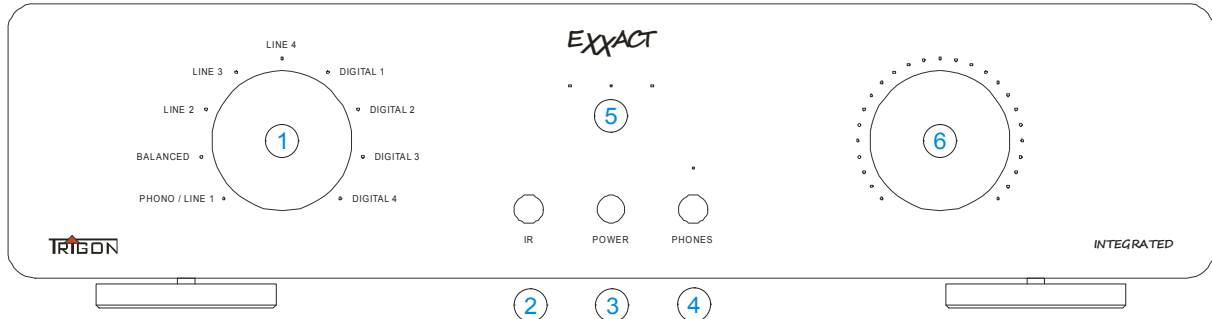 EXXACT
LINE 4
LINE 3
DIGITAL 1
LINE 2
DIGITAL 2
5
1
6
BALANCED
DIGITAL 3
PHONO / LINE 1
DIGITAL 4
IR
POWER
PHONES
TRIGON
INTEGRATED
2
3
4